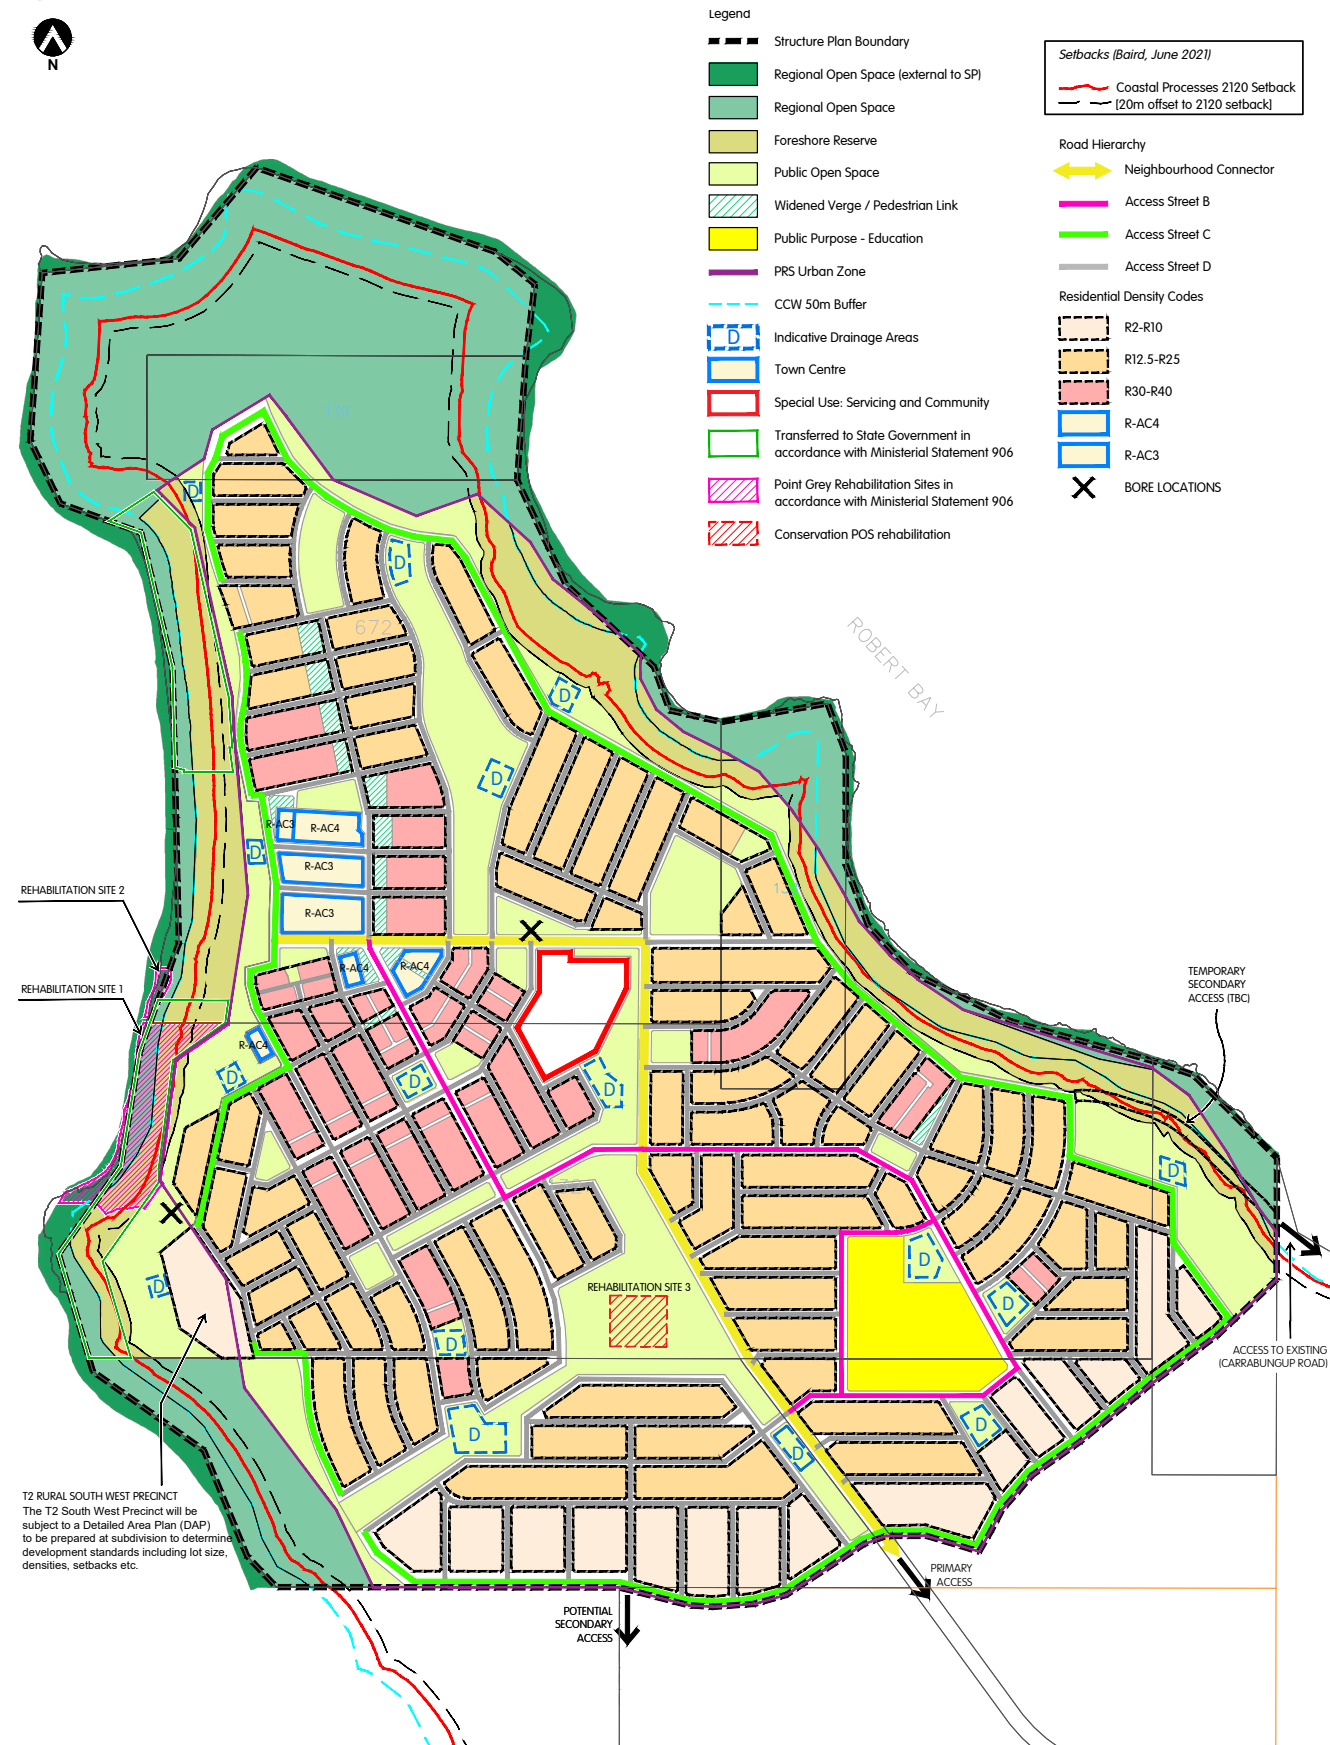 N
Legend
Structure Plan Boundary
Regional Open Space (external to SP)
Regional Open Space
Foreshore Reserve
Public Open Space
Widened Verge / Pedestrian Link
Public Purpose - Education
PRS Urban Zone
CCW 50m Buffer
D
Indicative Drainage Areas
Town Centre
Special Use: Servicing and Community
Transferred to State Government in
accordance with Ministerial Statement 906
Point Grey Rehabilitation Sites in
accordance with Ministerial Statement 906
Conservation POS rehabilitation
Setbacks (Baird, June 2021)
Coastal Processes 2120 Setback
[20m offset to 2120 setback]
Road Hierarchy
Neighbourhood Connector
Access Street B
Access Street C
Access Street D
Residential Density Codes
R2-R10
R12.5-R25
R30-R40
R-AC4
R-AC3
BORE LOCATIONS
D
D
672
ROBERT BAY
D
D
R-AC3
R-AC4
D
R-AC3
R-AC3
REHABILITATION SITE 2
R-AC4
R-AC4
REHABILITATION SITE 1
TEMPORARY
SECONDARY
ACCESS (TBC)
R-AC4
D
D
D
D
D
D
REHABILITATION SITE 3
D
D
ACCESS TO EXISTING
(CARRABUNGUP ROAD)
D
D
D
T2 RURAL SOUTH WEST PRECINCT
The T2 South West Precinct will be
subject to a Detailed Area Plan (DAP)
to be prepared at subdivision to determine
development standards including lot size,
densities, setbacks etc.
PRIMARY
ACCESS
POTENTIAL
SECONDARY
ACCESS